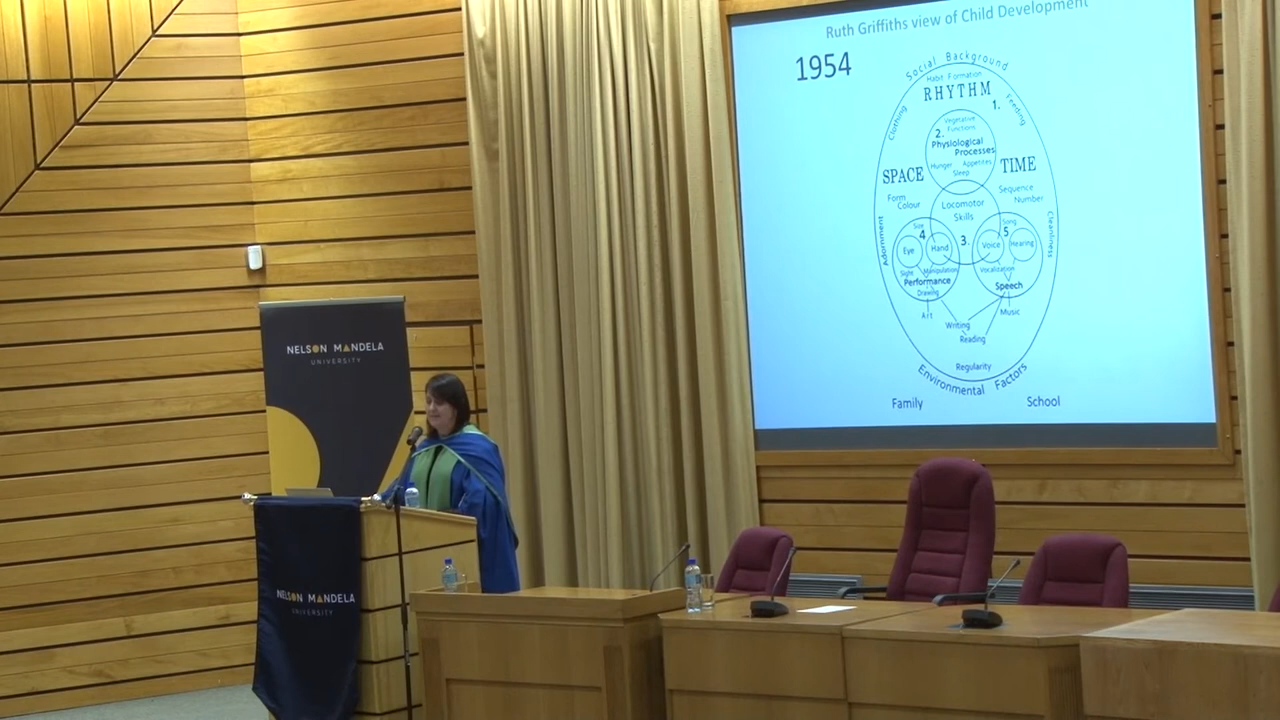 Ruth Griffiths view of Child Development
1954
Social Background
Habit Formation
RHYTHM
1.
Clothing
Feeding
Vegetative
Functions
2.
Physiological
Processes
Hunger Appetites
Sleep
SPACE
TIME
Form
Colour
Sequence
Number
Locomotor
Skills
Adornment
Cleanliness
Size
4
Song
5
Eye
Hand
3.
Voice
Hearing
Sight
Manipulation
Vocalization
Performance
Speech
Drawing
Art
Music
Writing
Reading
Regularity
Environmental Factors
Family
School
NELSON MANDELA
UNIVERSITY
NELSON MANDELA
UNIVERSITY